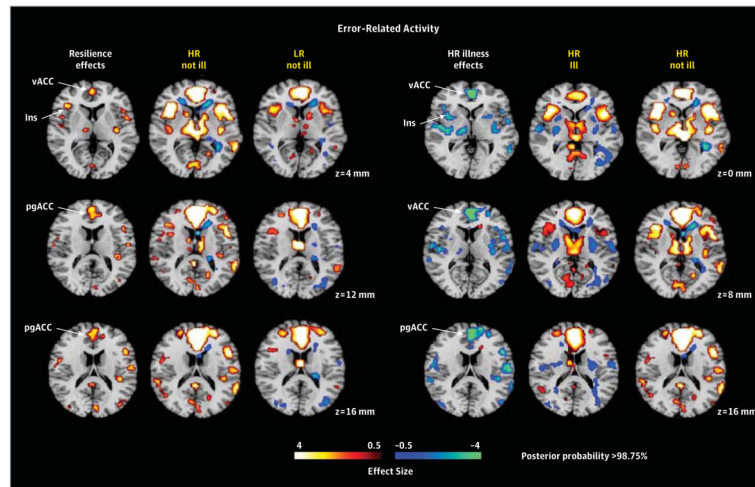 Error-Related Activity
Resilience effects
HR not ill
LR not ill
HR illness effects
HR Ill
HR not ill
vACC
Ins
z=4 mm
vACC
Ins
z=0 mm
pgACC
z=12 mm
vACC
z=8 mm
pgACC
z=16 mm
pgACC
z=16 mm
4 0.5 -0.5 -4
Effect Size
Posterior probability >98.75%